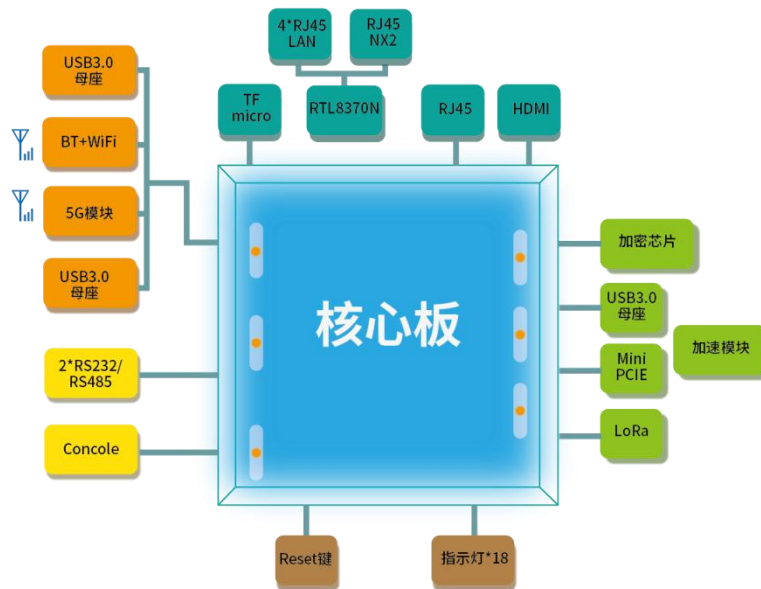 4*RJ45
LAN
RJ45
NX2
USB3.0
母座
TF
micro
RTL8370N
RJ45
HDMI
BT+WiFi
5G模块
USB3.0
母座
加密芯片
USB3.0
母座
核心板
加速模块
Mini
PCIE
2*RS232/
RS485
LoRa
Concole
Reset键
指示灯*18